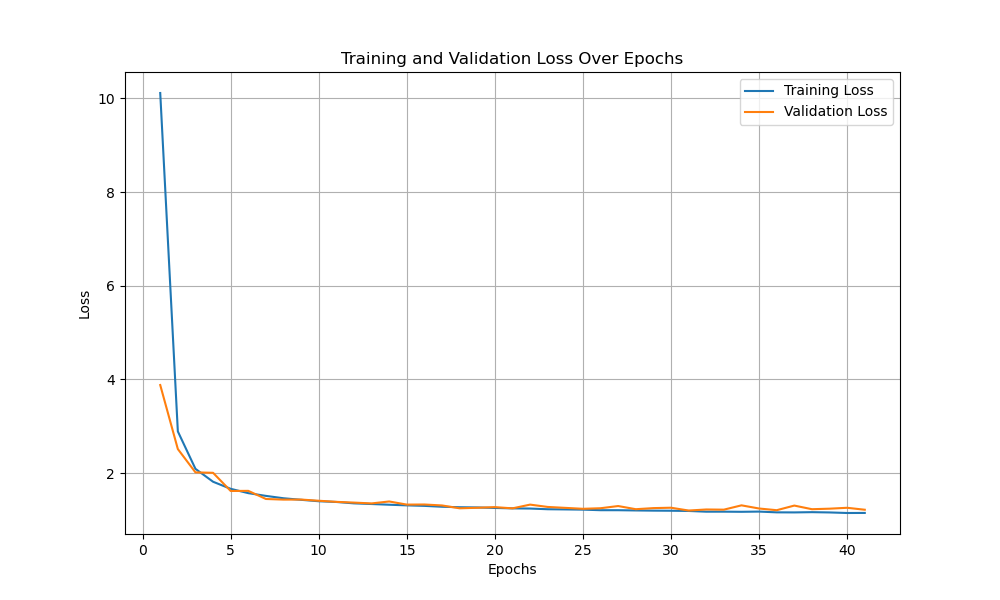 Training and Validation Loss Over Epochs
Training Loss
Validation Loss
10
8
6
4
2
Loss
0 5 10 15 20 25 30 35 40
Epochs